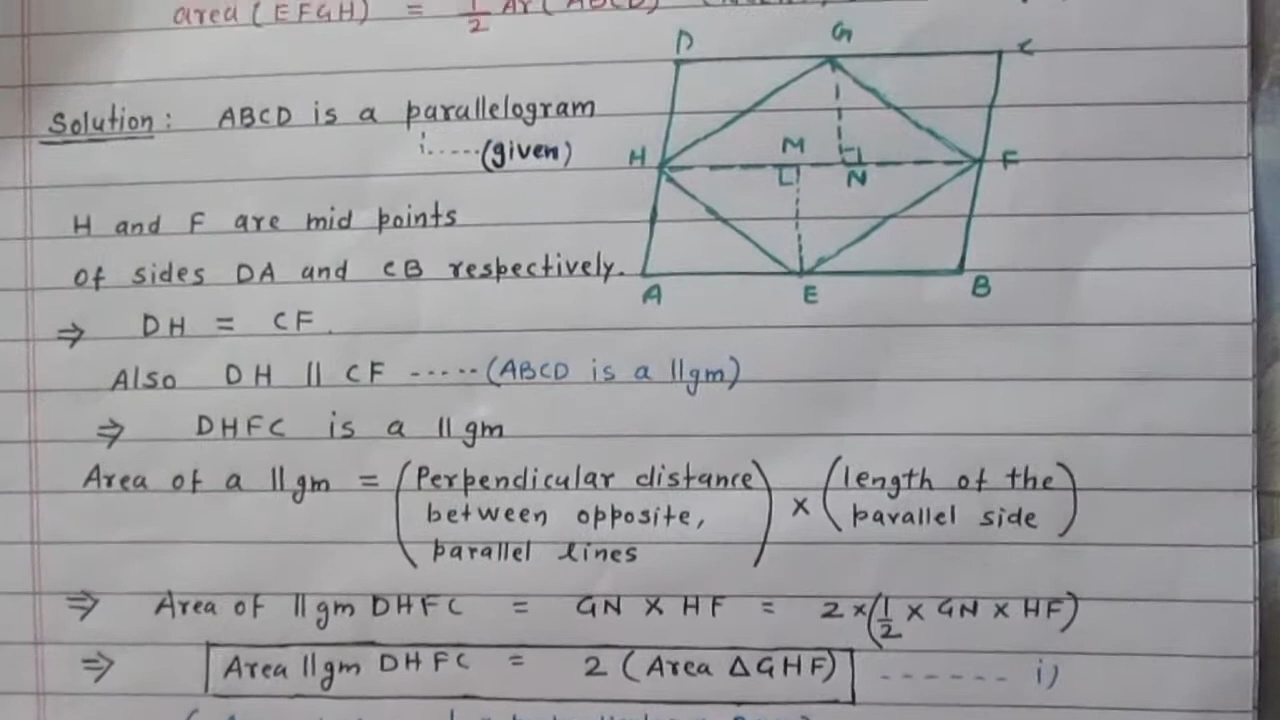 area (EFGH) = 1/2 Ar (ABCD)
D G C
Solution: ABCD is a parallelogram
i.....(given)
H M N F
H and F are mid points
of sides DA and CB respectively.
A E B
⇒ DH = CF.
Also DH || CF .....(ABCD is a ||gm)
⇒ DHFC is a ||gm
Area of a ||gm = (Perpendicular distance between opposite, parallel lines) × (length of the parallel side)
⇒ Area of ||gm DHFC = GN × HF = 2×(1/2 × GN × HF)
⇒ Area ||gm DHFC = 2 (Area ΔGHF) ...... i)